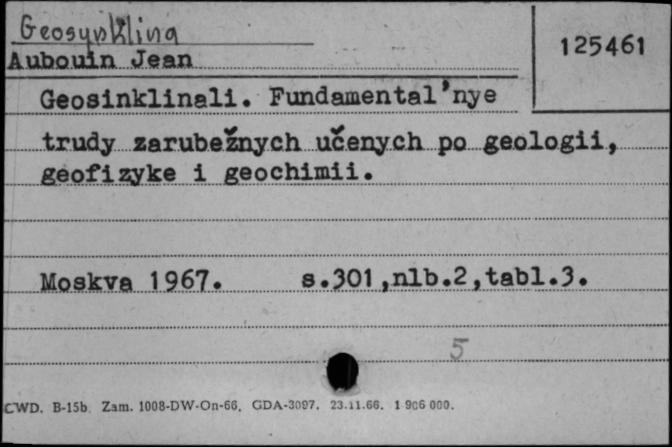 Geosynklina
125461
Aubouin Jean
Geosinklinali. Fundamental'nye
trudy zarubežnych učenych po geologii,
geofizyke i geochimii.
Moskva 1967. s.301,nlb.2,tabl.3.
5
CWD. B-15b. Zam. 1008-DW-On-66. GDA-3097. 23.11.66. 1 906 000.